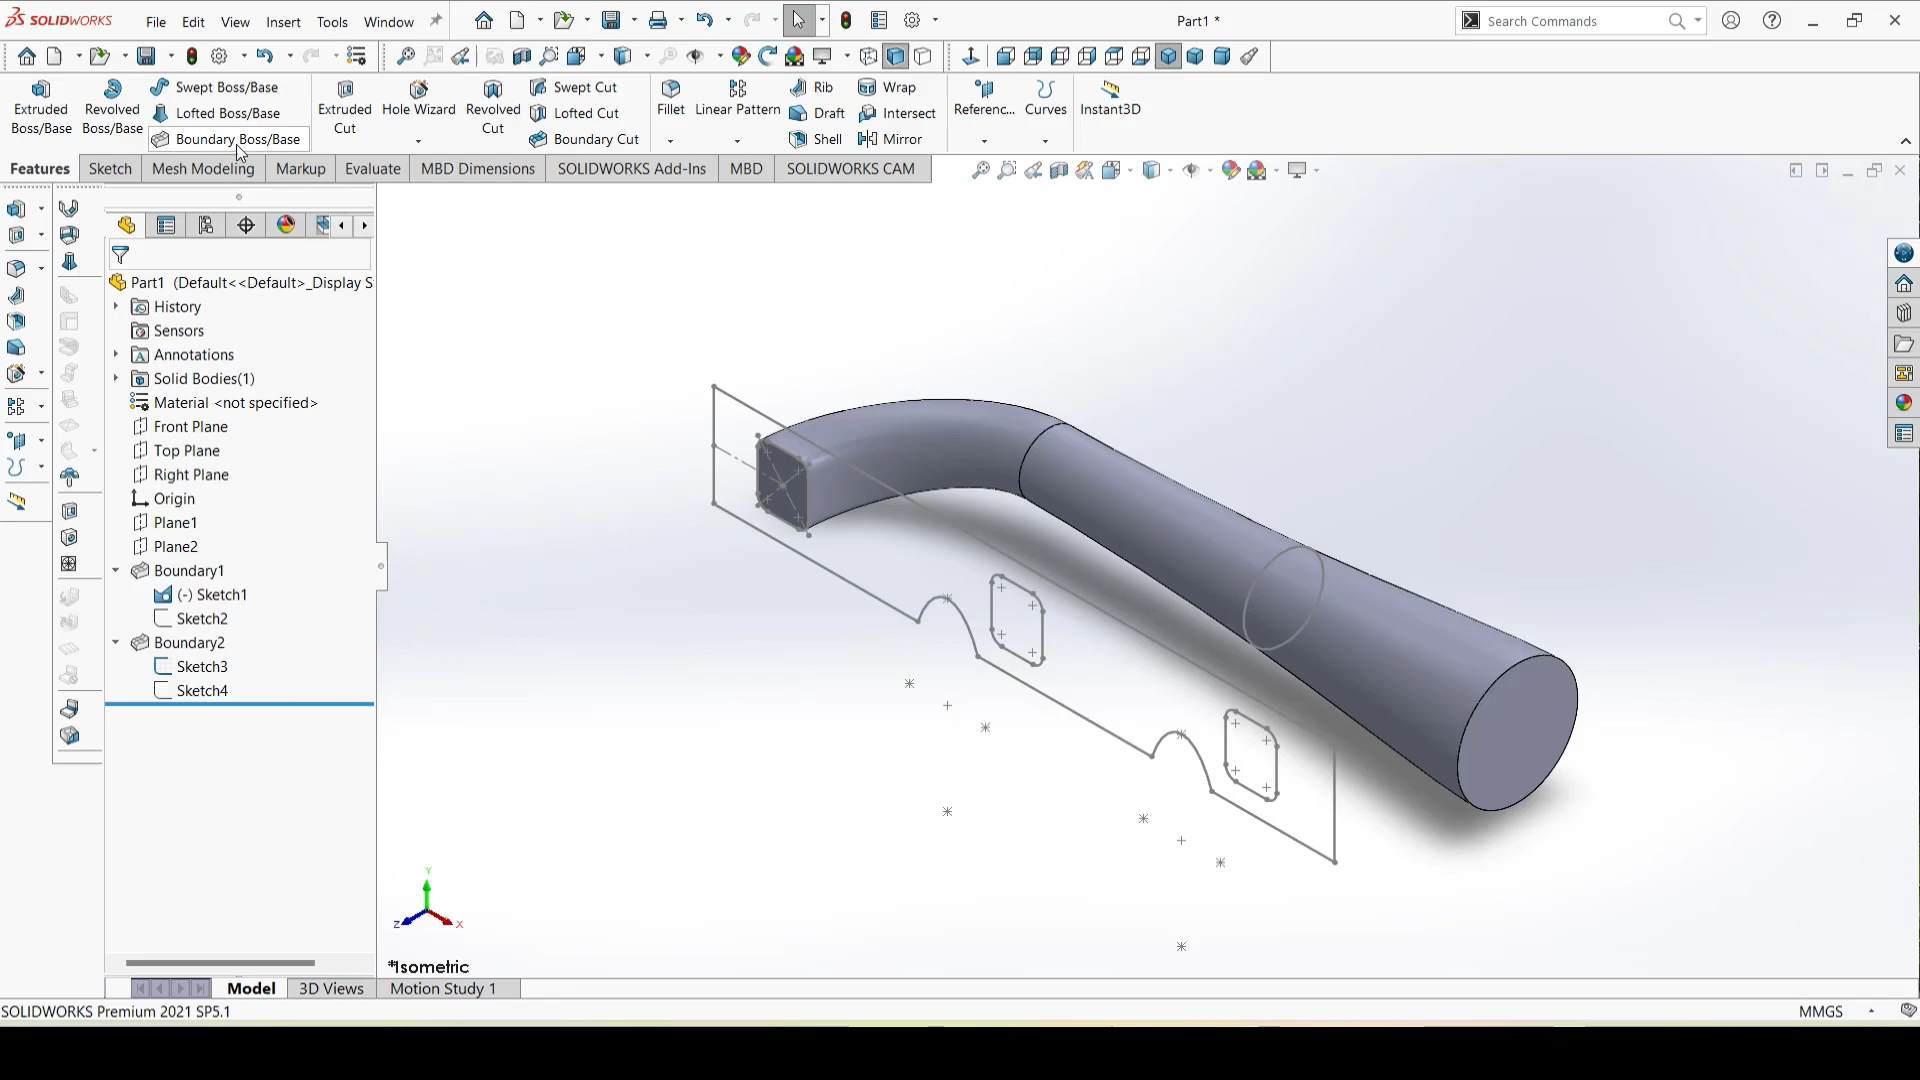 SOLIDWORKS File Edit View Insert Tools Window Part1 * Search Commands
Extruded Boss/Base
Revolved Boss/Base
Swept Boss/Base
Lofted Boss/Base
Boundary Boss/Base
Extruded Cut
Hole Wizard
Revolved Cut
Swept Cut
Lofted Cut
Boundary Cut
Fillet
Linear Pattern
Rib
Draft
Shell
Wrap
Intersect
Mirror
Referenc...
Curves
Instant3D
Features Sketch Mesh Modeling Markup Evaluate MBD Dimensions SOLIDWORKS Add-Ins MBD SOLIDWORKS CAM
Part1 (Default<<Default>_Display S
History
Sensors
Annotations
Solid Bodies(1)
Material <not specified>
Front Plane
Top Plane
Right Plane
Origin
Plane1
Plane2
Boundary1
(-) Sketch1
Sketch2
Boundary2
Sketch3
Sketch4
Y
Z
X
*Isometric
Model 3D Views Motion Study 1
SOLIDWORKS Premium 2021 SP5.1 MMGS